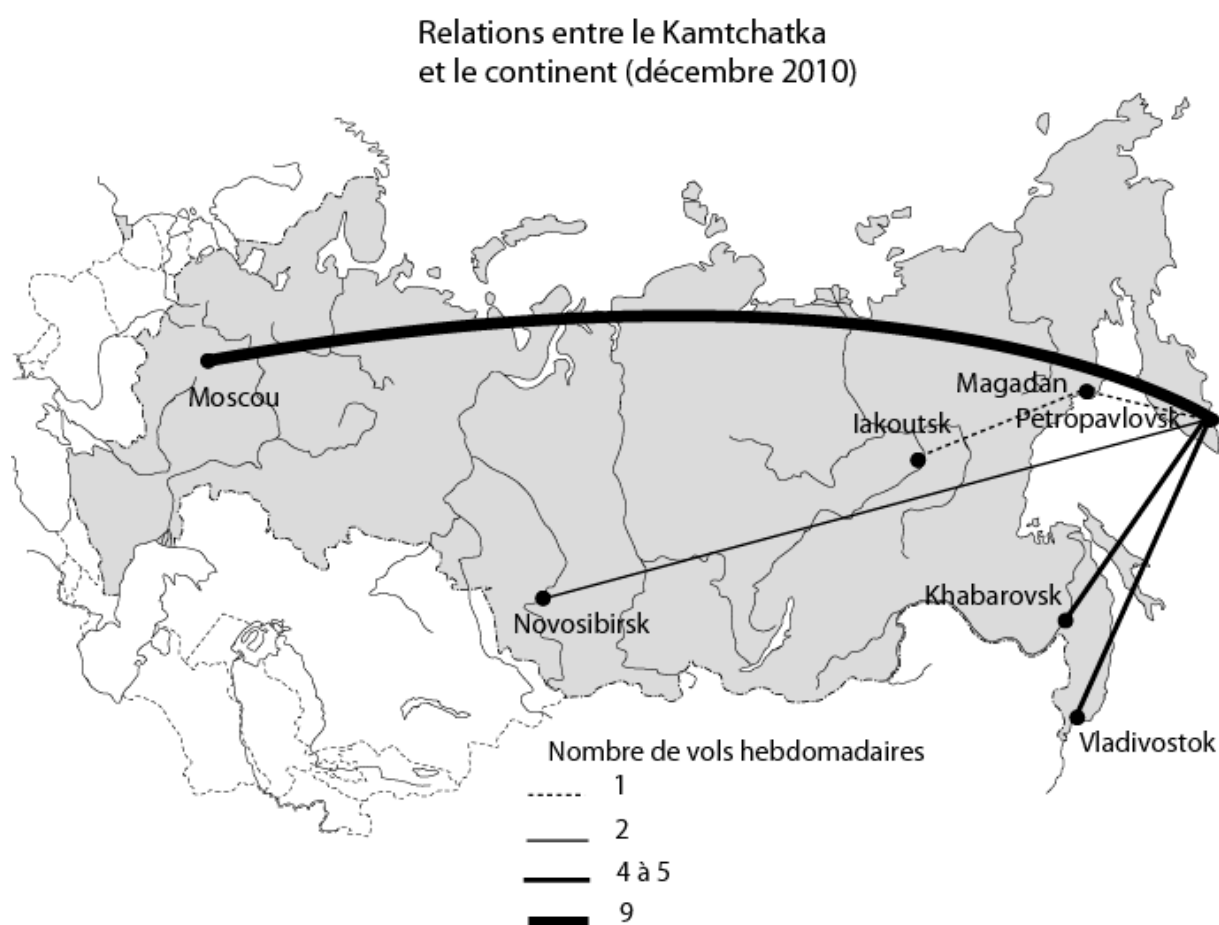 Relations entre le Kamtchatka
et le continent (décembre 2010)
Moscou
Magadan
Petropavlovsk
Iakoutsk
Novosibirsk
Khabarovsk
Vladivostok
Nombre de vols hebdomadaires
1
2
4 à 5
9